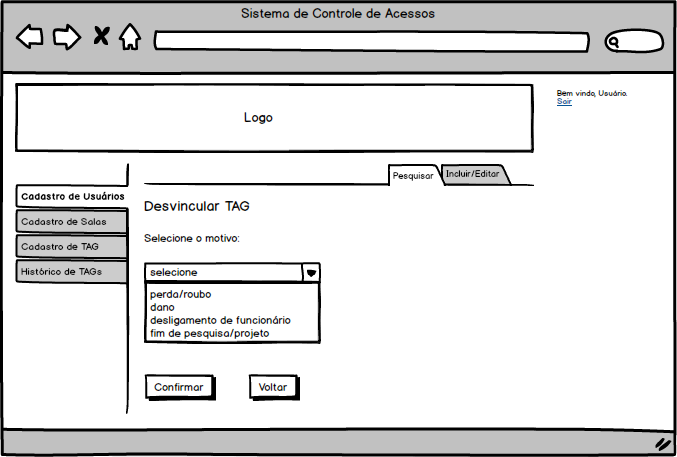 Sistema de Controle de Acessos
Bem vindo, Usuário.
Sair
Logo
Pesquisar
Incluir/Editar
Cadastro de Usuários
Cadastro de Salas
Cadastro de TAG
Histórico de TAGs
Desvincular TAG
Selecione o motivo:
selecione
perda/roubo
dano
desligamento de funcionário
fim de pesquisa/projeto
Confirmar
Voltar